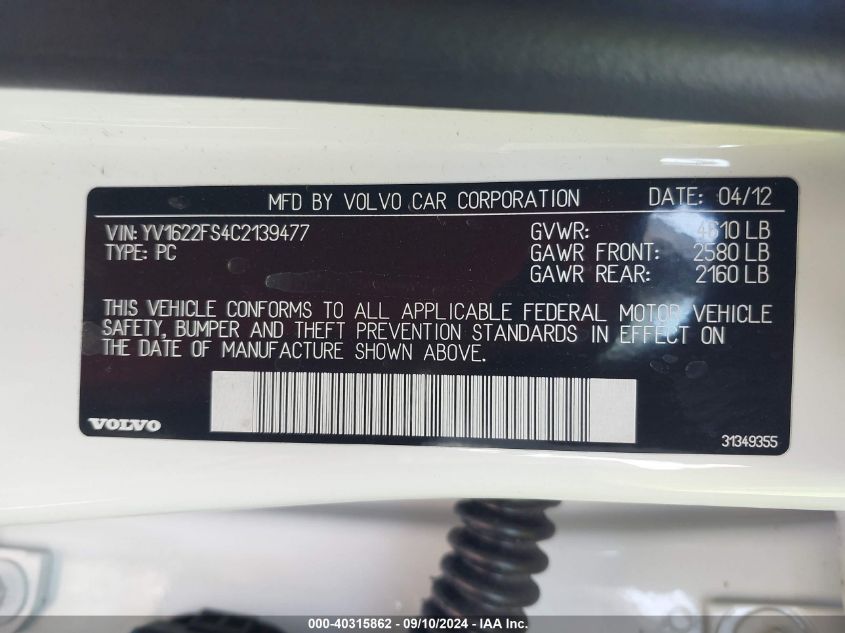 MFD BY VOLVO CAR CORPORATION DATE: 04/12
VIN: YV1622FS4C2139477 GVWR: 4610 LB
TYPE: PC GAWR FRONT: 2580 LB
GAWR REAR: 2160 LB
THIS VEHICLE CONFORMS TO ALL APPLICABLE FEDERAL MOTOR VEHICLE
SAFETY, BUMPER AND THEFT PREVENTION STANDARDS IN EFFECT ON
THE DATE OF MANUFACTURE SHOWN ABOVE.
VOLVO 31349355
000-40315862 - 09/10/2024 - IAA Inc.